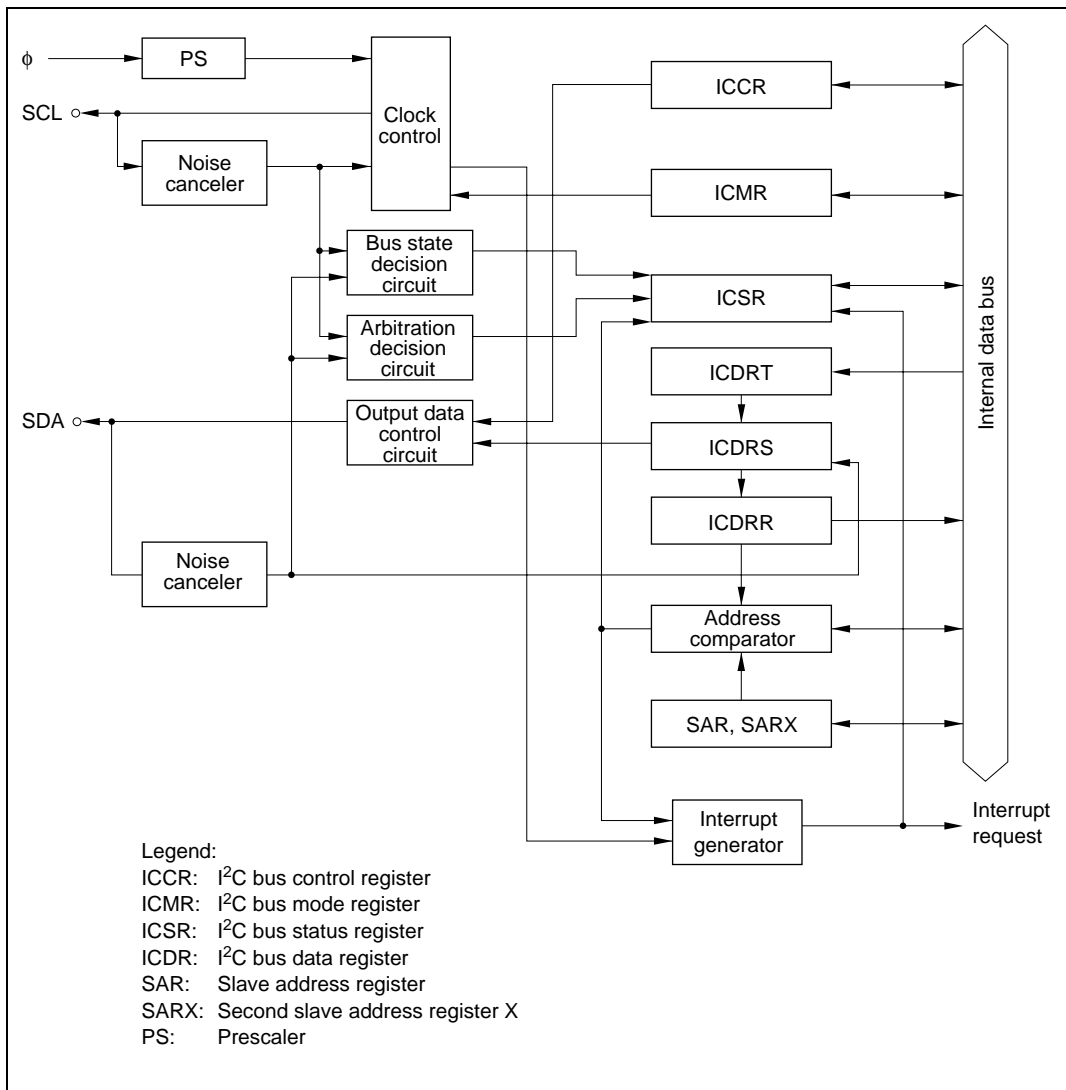 ϕ
PS
SCL
Clock
control
Noise
canceler
ICCR
ICMR
Bus state
decision
circuit
ICSR
Arbitration
decision
circuit
ICDRT
SDA
Output data
control
circuit
ICDRS
ICDRR
Noise
canceler
Address
comparator
SAR, SARX
Internal data bus
Interrupt
generator
Interrupt
request
Legend:
ICCR: I²C bus control register
ICMR: I²C bus mode register
ICSR: I²C bus status register
ICDR: I²C bus data register
SAR: Slave address register
SARX: Second slave address register X
PS: Prescaler